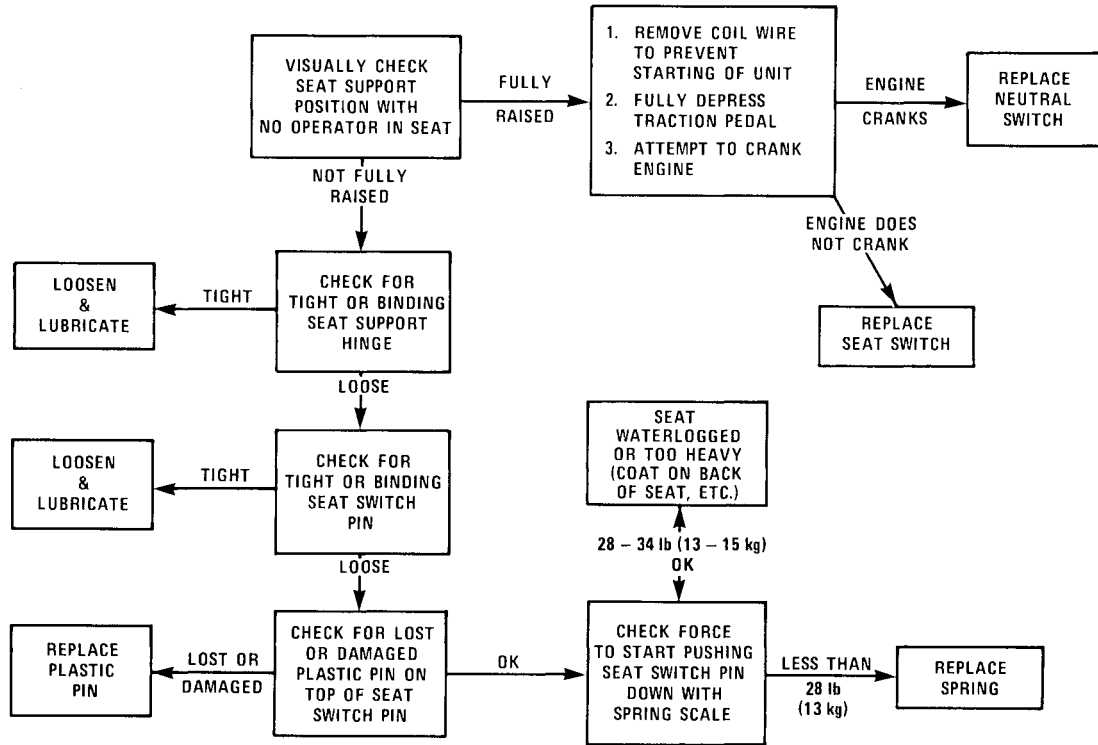 VISUALLY CHECK
SEAT SUPPORT
POSITION WITH
NO OPERATOR IN SEAT
FULLY
RAISED
1. REMOVE COIL WIRE
TO PREVENT
STARTING OF UNIT
2. FULLY DEPRESS
TRACTION PEDAL
3. ATTEMPT TO CRANK
ENGINE
ENGINE
CRANKS
REPLACE
NEUTRAL
SWITCH
NOT FULLY
RAISED
ENGINE DOES
NOT CRANK
REPLACE
SEAT SWITCH
CHECK FOR
TIGHT OR BINDING
SEAT SUPPORT
HINGE
TIGHT
LOOSEN
&
LUBRICATE
LOOSE
CHECK FOR
TIGHT OR BINDING
SEAT SWITCH
PIN
TIGHT
LOOSEN
&
LUBRICATE
LOOSE
CHECK FOR LOST
OR DAMAGED
PLASTIC PIN ON
TOP OF SEAT
SWITCH PIN
LOST OR
DAMAGED
REPLACE
PLASTIC
PIN
OK
CHECK FORCE
TO START PUSHING
SEAT SWITCH PIN
DOWN WITH
SPRING SCALE
28 – 34 lb (13 – 15 kg)
OK
SEAT
WATERLOGGED
OR TOO HEAVY
(COAT ON BACK
OF SEAT, ETC.)
LESS THAN
28 lb
(13 kg)
REPLACE
SPRING